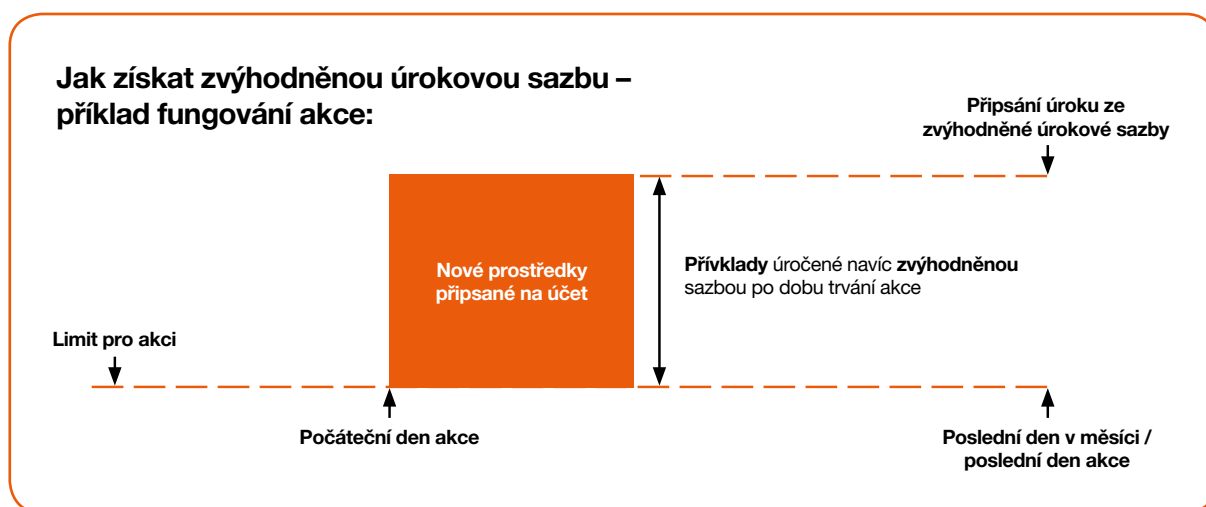 Jak získat zvýhodněnou úrokovou sazbu –
příklad fungování akce:
Připsání úroku ze
zvýhodněné úrokové sazby
Nové prostředky
připsané na účet
Přívklady úročené navíc zvýhodněnou
sazbou po dobu trvání akce
Limit pro akci
Počáteční den akce
Poslední den v měsíci /
poslední den akce